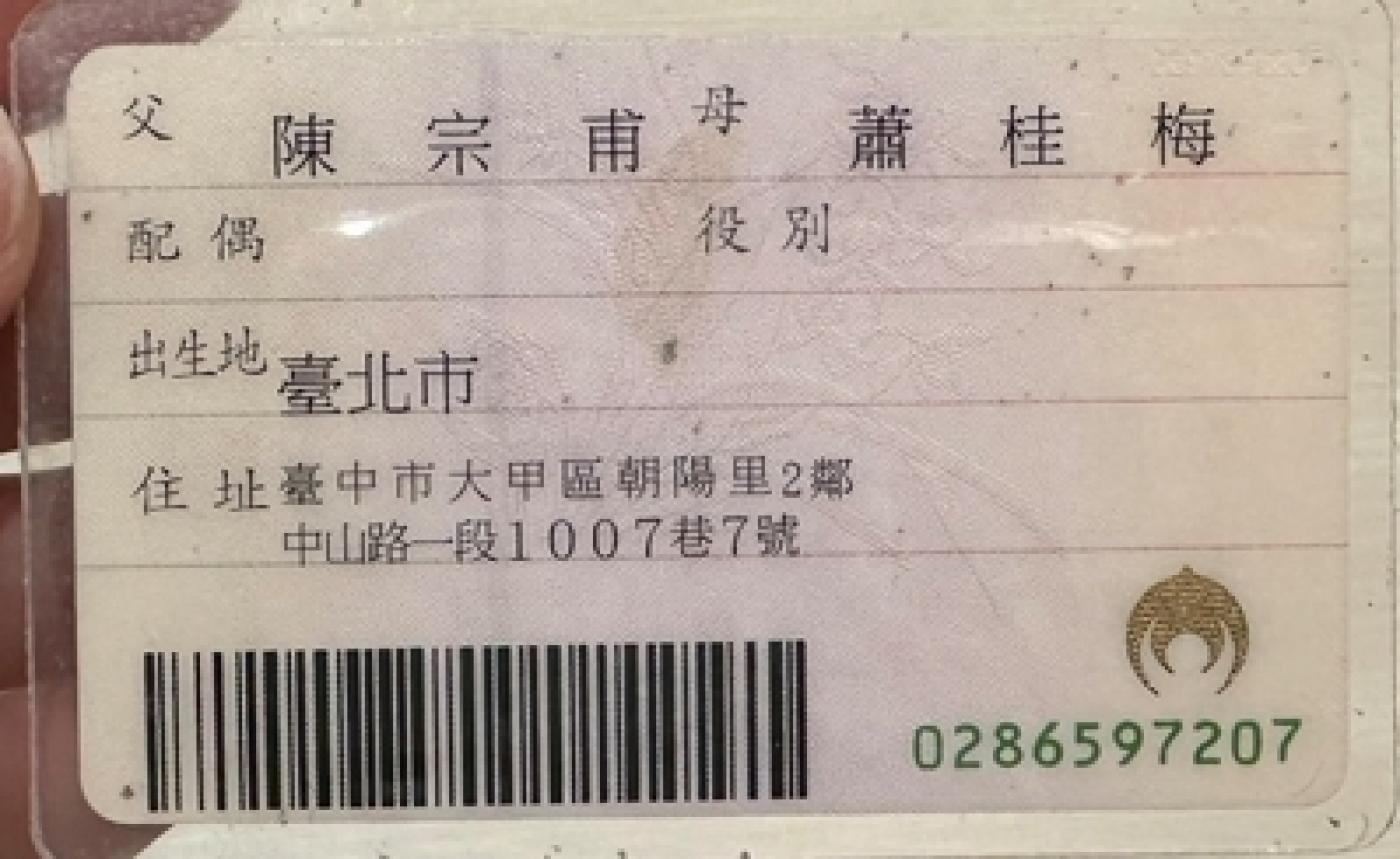 父 陳宗甫 母 蕭桂梅
配偶 役別
出生地 臺北市
住址 臺中市大甲區朝陽里2鄰
中山路一段1007巷7號
0286597207